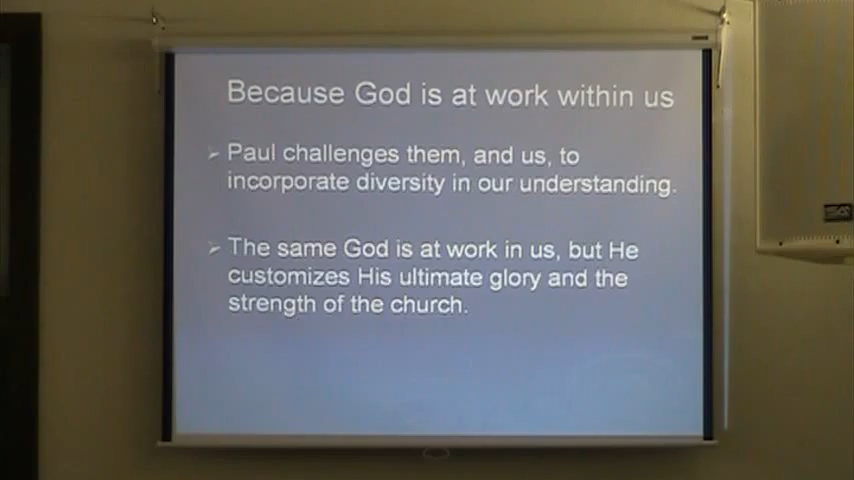 Because God is at work within us
Paul challenges them, and us, to
incorporate diversity in our understanding.
The same God is at work in us, but He
customizes His ultimate glory and the
strength of the church.